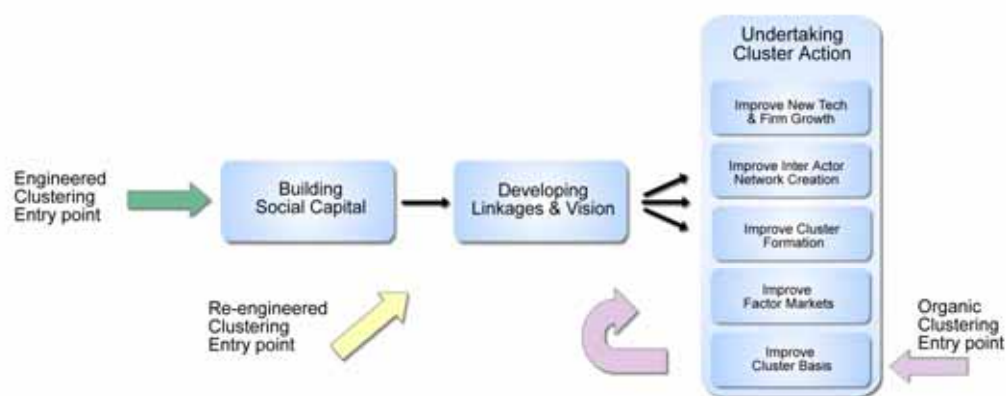 Engineered
Clustering
Entry point
Building
Social Capital
Re-engineered
Clustering
Entry point
Developing
Linkages & Vision
Undertaking
Cluster Action
Improve New Tech
& Firm Growth
Improve Inter Actor
Network Creation
Improve Cluster
Formation
Improve
Factor Markets
Improve
Cluster Basis
Organic
Clustering
Entry point